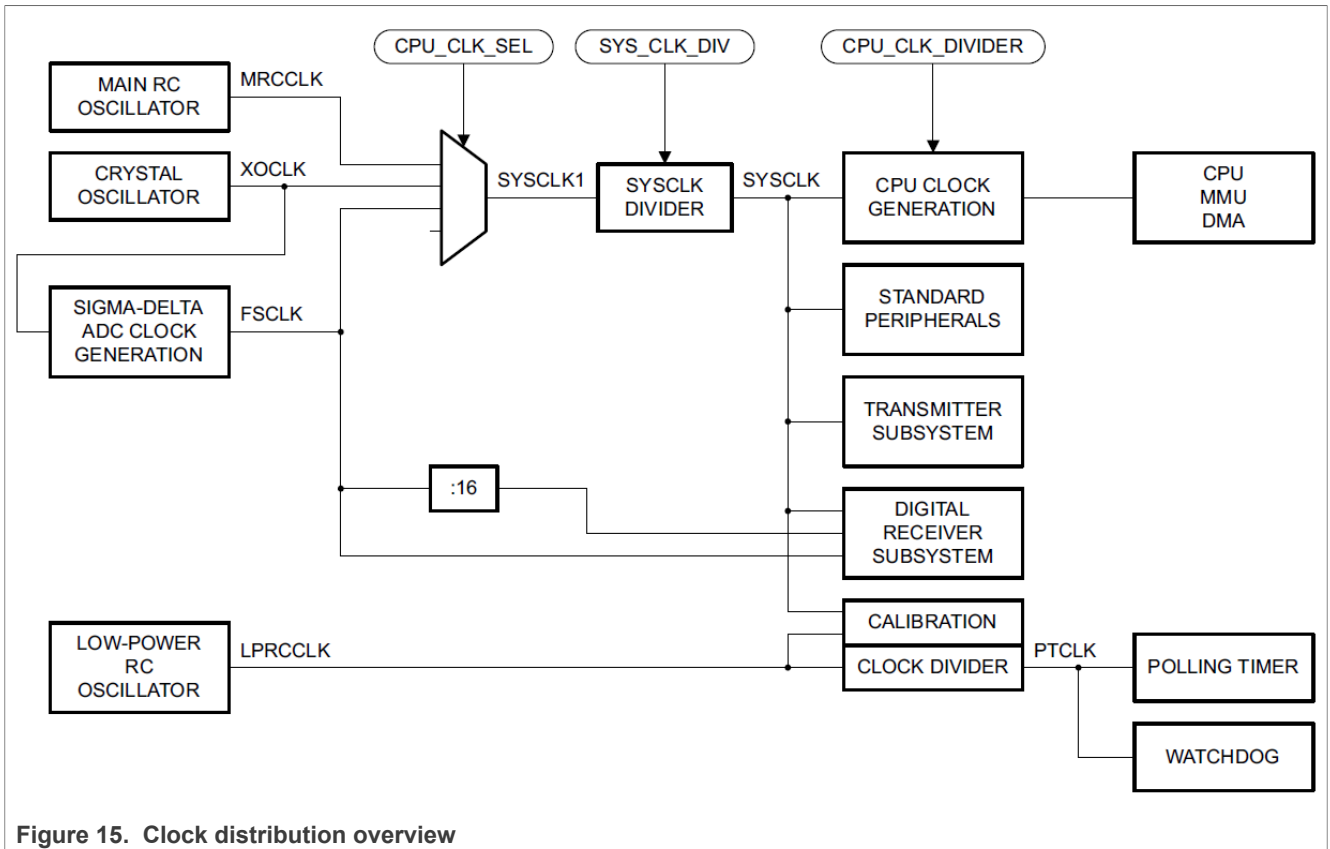 CPU_CLK_SEL
SYS_CLK_DIV
CPU_CLK_DIVIDER
MAIN RC
OSCILLATOR
MRCCLK
CRYSTAL
OSCILLATOR
XOCLK
SYSCLK1
SYSCLK
DIVIDER
SYSCLK
CPU CLOCK
GENERATION
CPU
MMU
DMA
SIGMA-DELTA
ADC CLOCK
GENERATION
FSCLK
STANDARD
PERIPHERALS
TRANSMITTER
SUBSYSTEM
:16
DIGITAL
RECEIVER
SUBSYSTEM
LOW-POWER
RC
OSCILLATOR
LPRCCLK
CALIBRATION
CLOCK DIVIDER
PTCLK
POLLING TIMER
WATCHDOG
Figure 15. Clock distribution overview